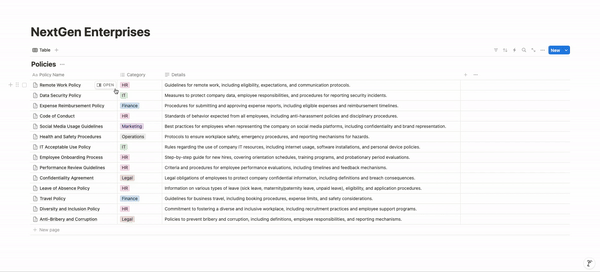 NextGen Enterprises
Table
New
Policies
Policy Name Category Details
Remote Work Policy OPEN HR Guidelines for remote work, including eligibility, expectations, and communication protocols.
Data Security Policy IT Measures to protect company data, employee responsibilities, and procedures for reporting security incidents.
Expense Reimbursement Policy Finance Procedures for submitting and approving expense reports, including eligible expenses and reimbursement timelines.
Code of Conduct HR Standards of behavior expected from all employees, including anti-harassment policies and disciplinary procedures.
Social Media Usage Guidelines Marketing Best practices for employees when representing the company on social media platforms, including confidentiality and brand representation.
Health and Safety Procedures Operations Protocols to ensure workplace safety, emergency procedures, and reporting mechanisms for hazards.
IT Acceptable Use Policy IT Rules regarding the use of company IT resources, including internet usage, software installations, and personal device policies.
Employee Onboarding Process HR Step-by-step guide for new hires, covering orientation schedules, training programs, and probationary period evaluations.
Performance Review Guidelines HR Criteria and procedures for employee performance evaluations, including timelines and feedback mechanisms.
Confidentiality Agreement Legal Legal obligations of employees to protect company confidential information, including definitions and breach consequences.
Leave of Absence Policy HR Information on various types of leave (sick leave, maternity/paternity leave, unpaid leave), eligibility, and application procedures.
Travel Policy Finance Guidelines for business travel, including booking procedures, expense limits, and safety considerations.
Diversity and Inclusion Policy HR Commitment to fostering a diverse and inclusive workplace, including recruitment practices and employee support programs.
Anti-Bribery and Corruption Legal Policies to prevent bribery and corruption, including definitions, employee responsibilities, and reporting mechanisms.
New page